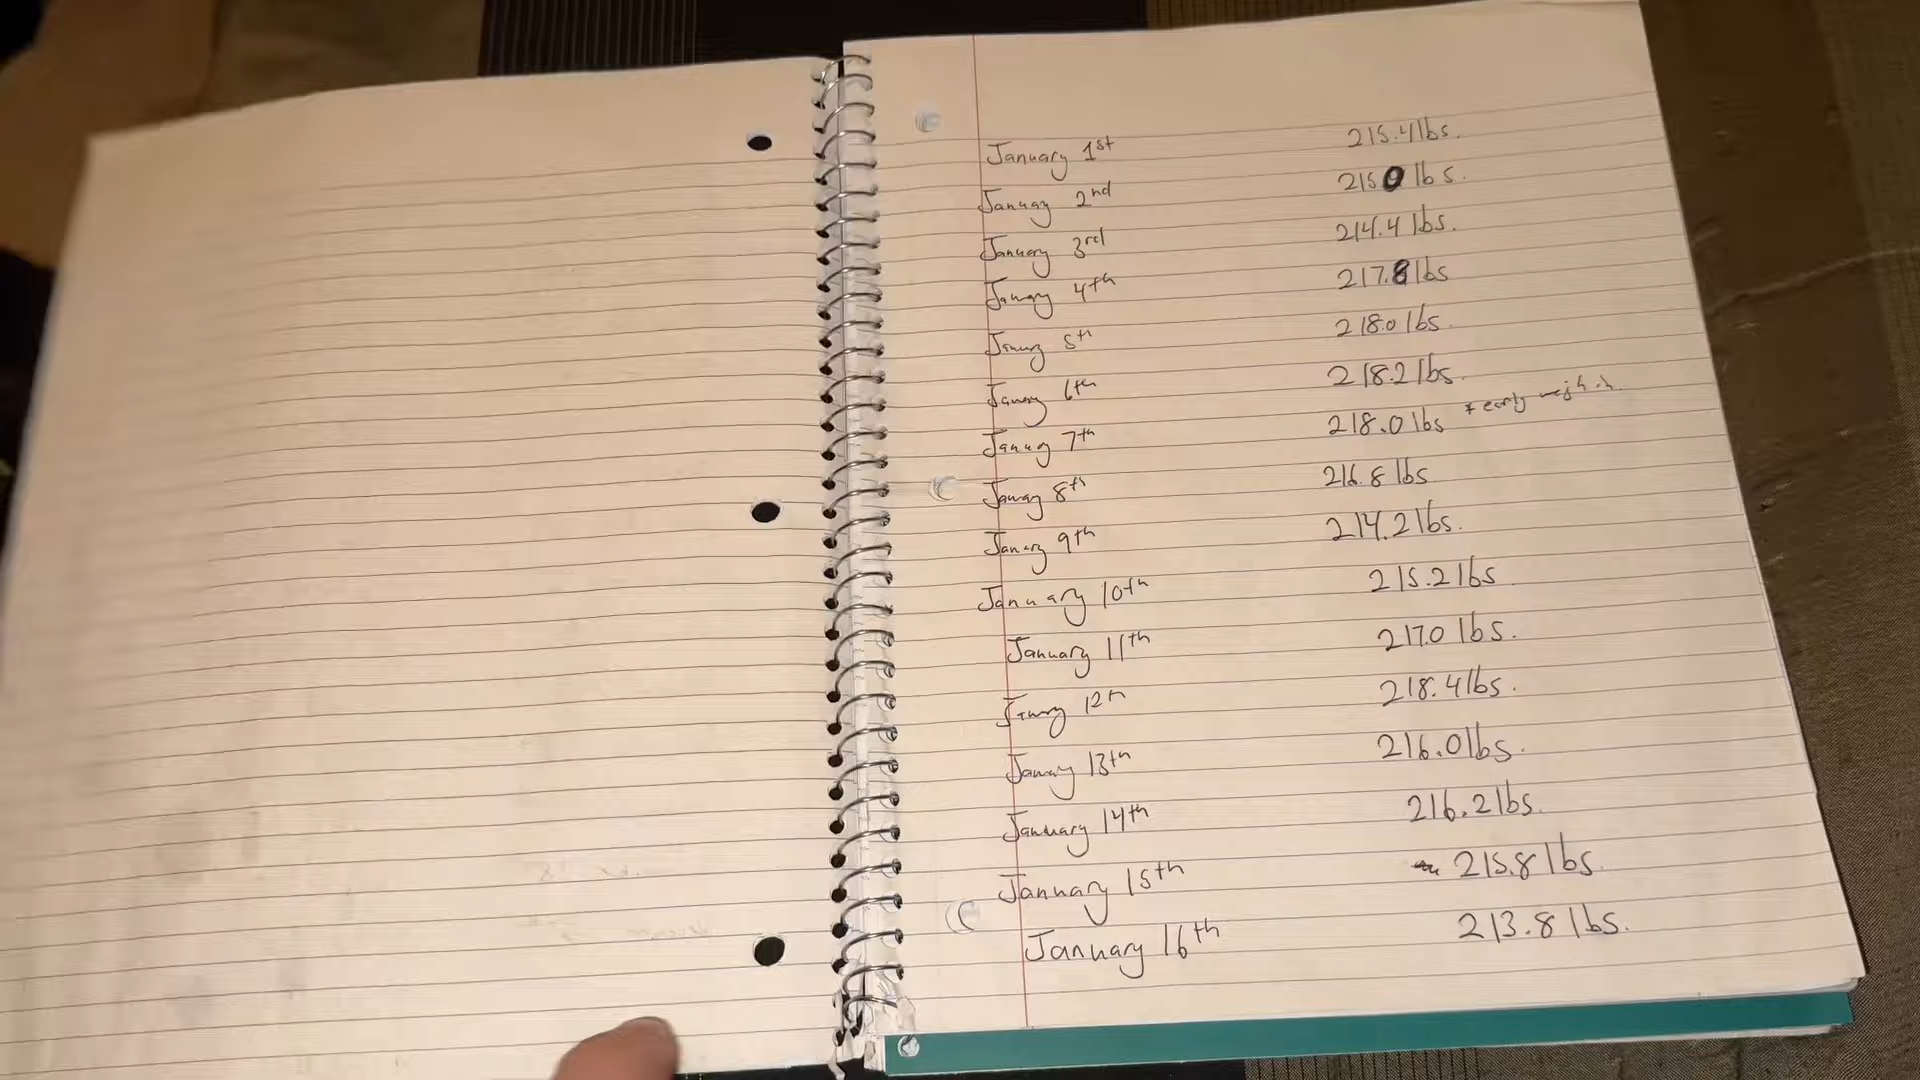 January 1st 215.4 lbs.
January 2nd 215.0 lbs.
January 3rd 214.4 lbs.
January 4th 217.8 lbs
January 5th 218.0 lbs.
January 6th 218.2 lbs.
January 7th 218.0 lbs * early weigh in
January 8th 216.8 lbs
January 9th 214.2 lbs.
January 10th 215.2 lbs
January 11th 217.0 lbs.
January 12th 218.4 lbs.
January 13th 216.0 lbs.
January 14th 216.2 lbs.
January 15th 215.8 lbs.
January 16th 213.8 lbs.